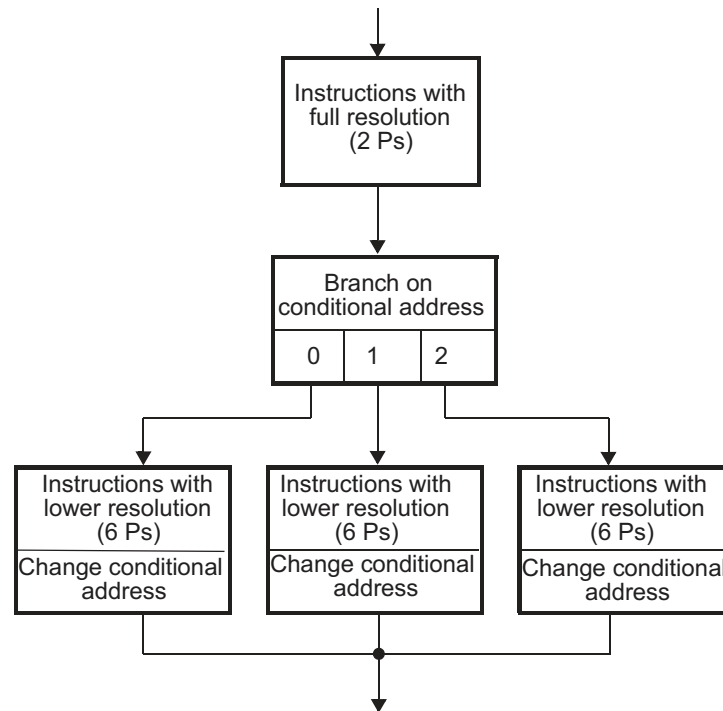 Instructions with
full resolution
(2 Ps)
Branch on
conditional address
0 1 2
Instructions with
lower resolution
(6 Ps)
Change conditional
address
Instructions with
lower resolution
(6 Ps)
Change conditional
address
Instructions with
lower resolution
(6 Ps)
Change conditional
address